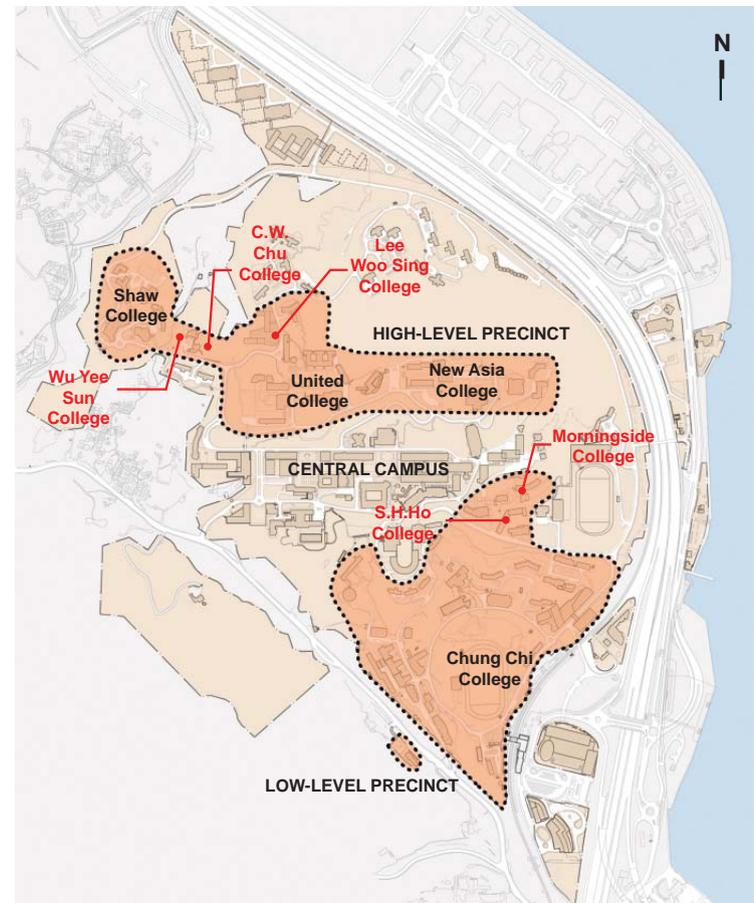 N
C.W.
Chu
College
Lee
Woo Sing
College
Shaw
College
HIGH-LEVEL PRECINCT
New Asia
College
United
College
Wu Yee
Sun
College
Morningside
College
CENTRAL CAMPUS
S.H.Ho
College
Chung Chi
College
LOW-LEVEL PRECINCT